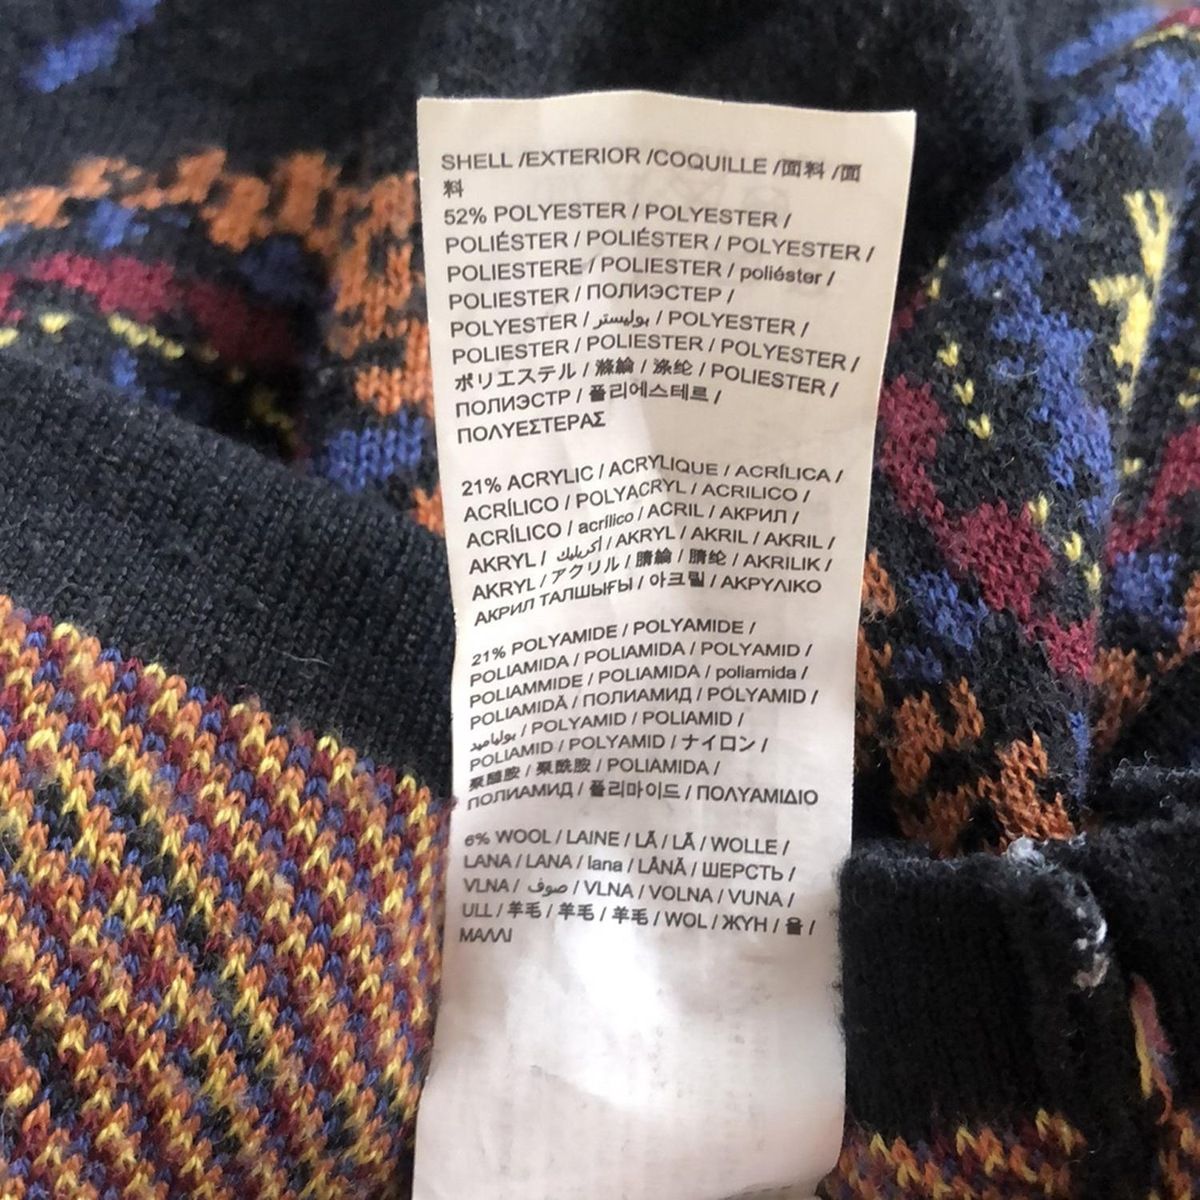 SHELL /EXTERIOR /COQUILLE /面料 /面
料
52% POLYESTER / POLYESTER /
POLIÉSTER / POLIÉSTER / POLYESTER /
POLIESTERE / POLIESTER / poliéster /
POLIESTER / ПОЛИЭСТЕР /
POLYESTER / بوليستر / POLYESTER /
POLIESTER / POLIESTER / POLYESTER /
ポリエステル / 滌綸 / 涤纶 / POLIESTER /
ПОЛИЭСТР / 폴리에스테르 /
ΠΟΛΥΕΣΤΕΡΑΣ
21% ACRYLIC / ACRYLIQUE / ACRÍLICA /
ACRÍLICO / POLYACRYL / ACRILICO /
ACRÍLICO / acrílico / ACRIL / АКРИЛ /
AKRYL / أكريليك / AKRYL / AKRIL / AKRIL /
AKRYL / アクリル / 腈綸 / 腈纶 / AKRILIK /
АКРИЛ ТАЛШЫҒЫ / 아크릴 / ΑΚΡΥΛΙΚΟ
21% POLYAMIDE / POLYAMIDE /
POLIAMIDA / POLIAMIDA / POLYAMID /
POLIAMMIDE / POLIAMIDA / poliamida /
POLIAMIDĂ / ПОЛИАМИД / POLYAMID /
بولياميد / POLYAMID / POLIAMID /
POLIAMID / POLYAMID / ナイロン /
聚醯胺 / 聚酰胺 / POLIAMIDA /
ПОЛИАМИД / 폴리마이드 / ΠΟΛΥΑΜΙΔΙΟ
6% WOOL / LAINE / LÃ / LÃ / WOLLE /
LANA / LANA / lana / LÂNĂ / ШЕРСТЬ /
VLNA / صوف / VLNA / VOLNA / VUNA /
ULL / 羊毛 / 羊毛 / 羊毛 / WOL / ЖҮН / 울 /
ΜΑΛΛΙ